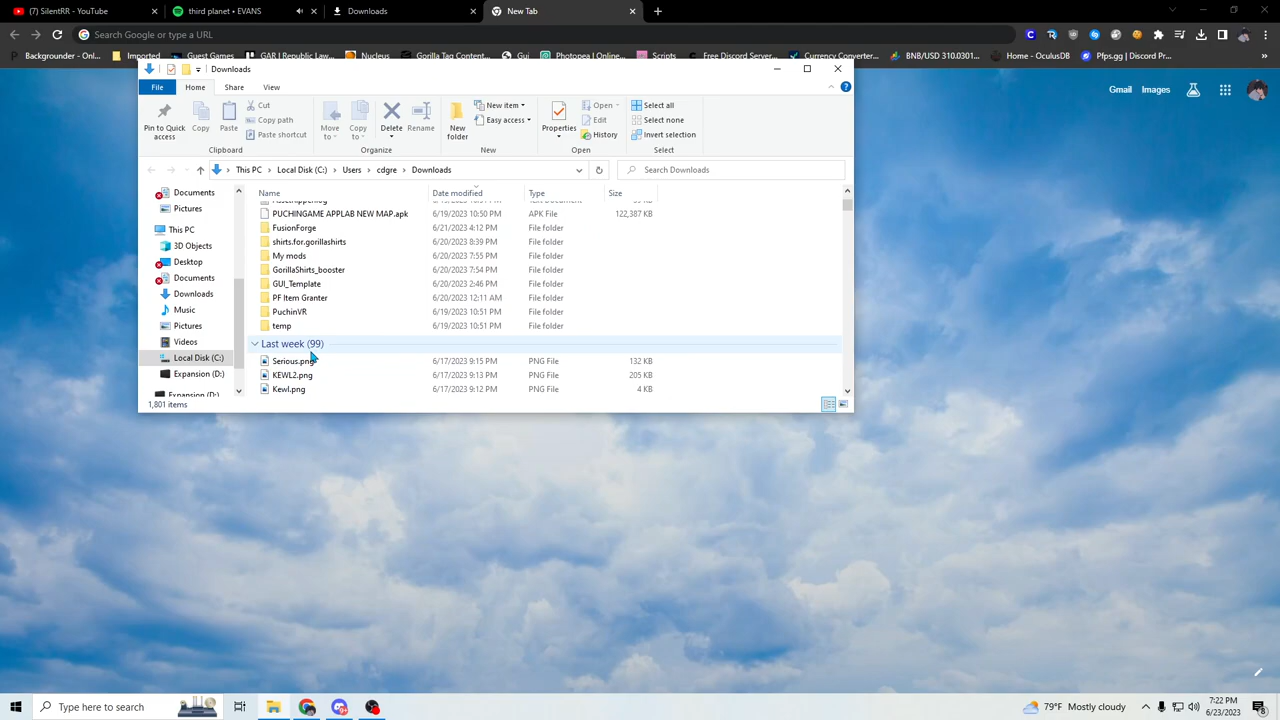 (7) SilentRR - YouTube
third planet • EVANS
Downloads
New Tab
Search Google or type a URL
Background - Onlin...
Imported
EXPLOITS
Background - Onlin...
Nucleus
Gorilla Tag Conten...
Gui
Photopea | Online...
Scripts
Free Discord Server...
Currency Convert...
BIT/USD 310.0301...
Home | QuackDB
Pfps.gg | Discord Pr...
Gmail
Images
Downloads
File
Home
Share
View
Pin to Quick access
Copy
Paste
Cut
Copy path
Paste shortcut
Clipboard
Move to
Copy to
Delete
Rename
Organize
New folder
New item
Easy access
New
Properties
Open
Edit
History
Open
Select all
Select none
Invert selection
Select
This PC
Local Disk (C:)
Users
cdgre
Downloads
Search Downloads
Name
Date modified
Type
Size
PUCHINGAME APPLAB NEW MAP.apk 6/19/2023 10:50 PM APK File 122,387 KB
FusionForge 6/21/2023 4:12 PM File folder
shirts.for.gorillashirts 6/20/2023 8:39 PM File folder
My mods 6/20/2023 7:55 PM File folder
GorillaShirts_booster 6/20/2023 7:54 PM File folder
GUI_Template 6/20/2023 2:46 PM File folder
PF Item Granter 6/20/2023 12:11 AM File folder
PuchinVR 6/19/2023 10:51 PM File folder
temp 6/19/2023 10:51 PM File folder
Last week (99)
Serious.png 6/17/2023 9:15 PM PNG File 132 KB
KEWL2.png 6/17/2023 9:13 PM PNG File 205 KB
Kewl.png 6/17/2023 9:12 PM PNG File 4 KB
Documents
Pictures
This PC
3D Objects
Desktop
Documents
Downloads
Music
Pictures
Videos
Local Disk (C:)
Expansion (D:)
Expansion (D:)
1,801 items
Type here to search
79°F Mostly cloudy
7:22 PM
6/23/2023
8